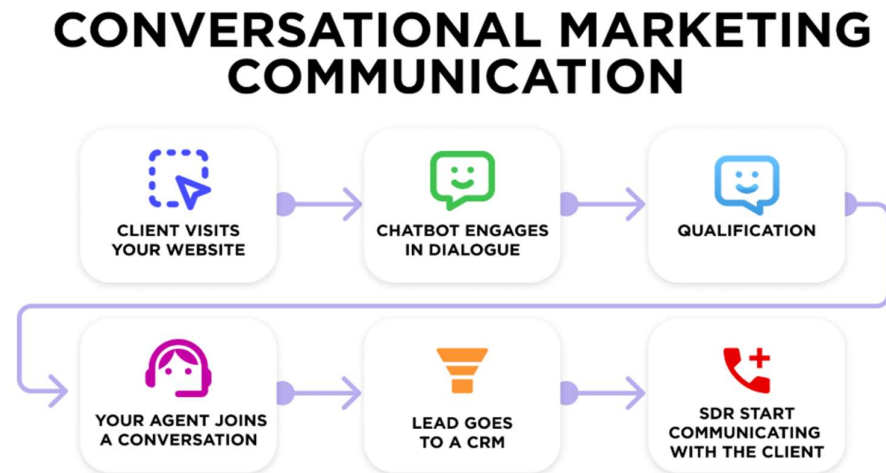 CONVERSATIONAL MARKETING
COMMUNICATION
CLIENT VISITS
YOUR WEBSITE
CHATBOT ENGAGES
IN DIALOGUE
QUALIFICATION
YOUR AGENT JOINS
A CONVERSATION
LEAD GOES
TO A CRM
SDR START
COMMUNICATING
WITH THE CLIENT